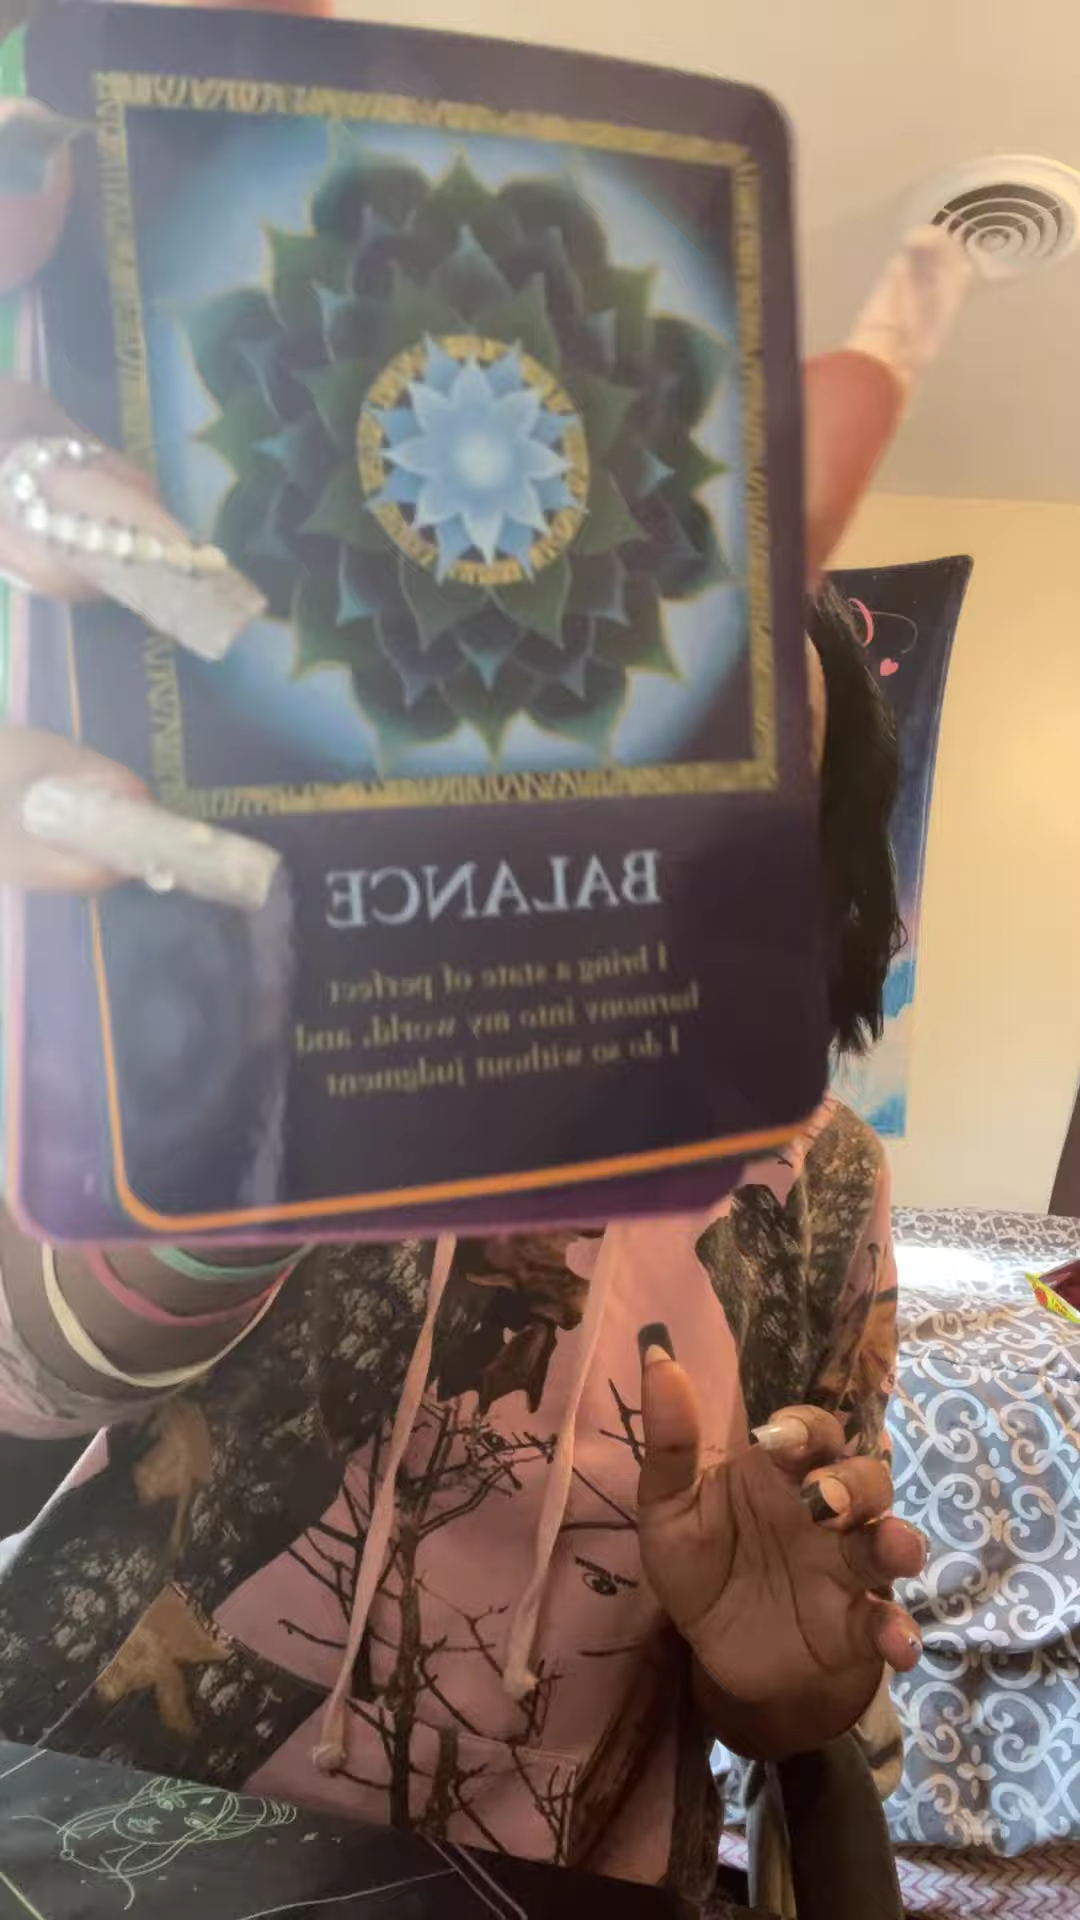 BALANCE
I bring a state of perfect
harmony into my world, and
I do so without judgment